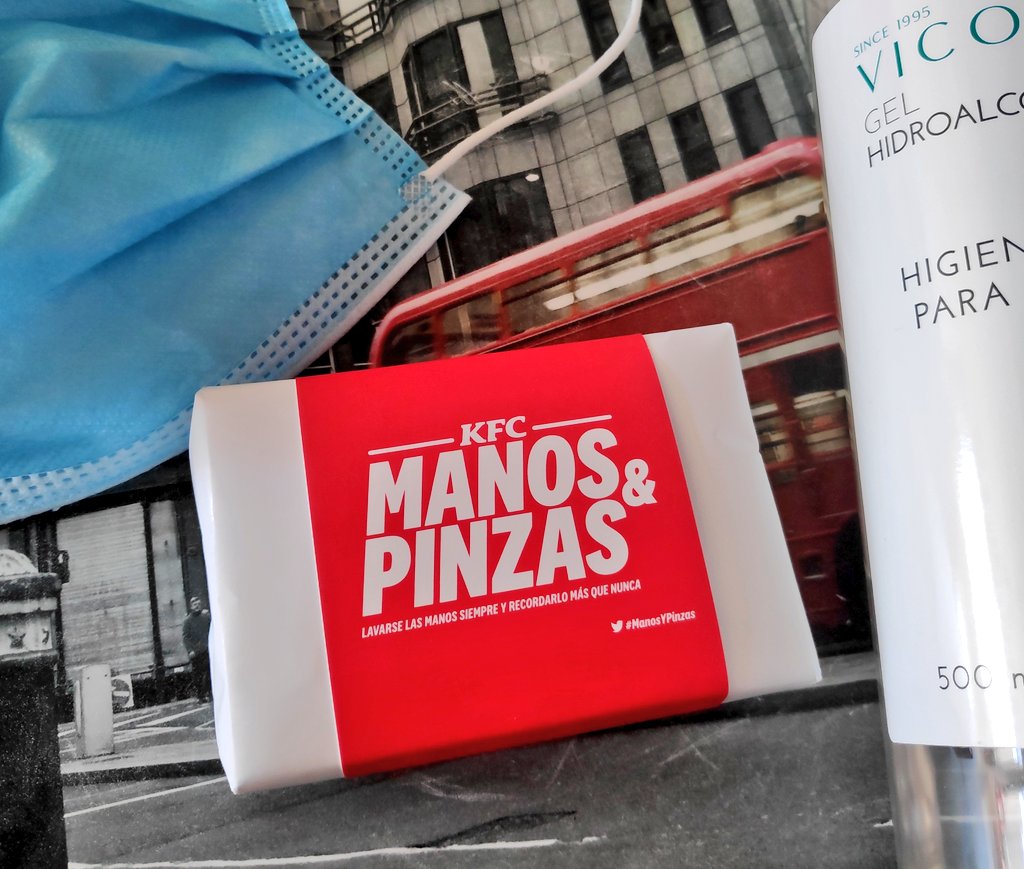 KFC
MANOS &
PINZAS
LAVARSE LAS MANOS SIEMPRE Y RECORDARLO MÁS QUE NUNCA
#ManosYPinzas
SINCE 1995
VICO
GEL
HIDROALCO
HIGIEN
PARA
500 m